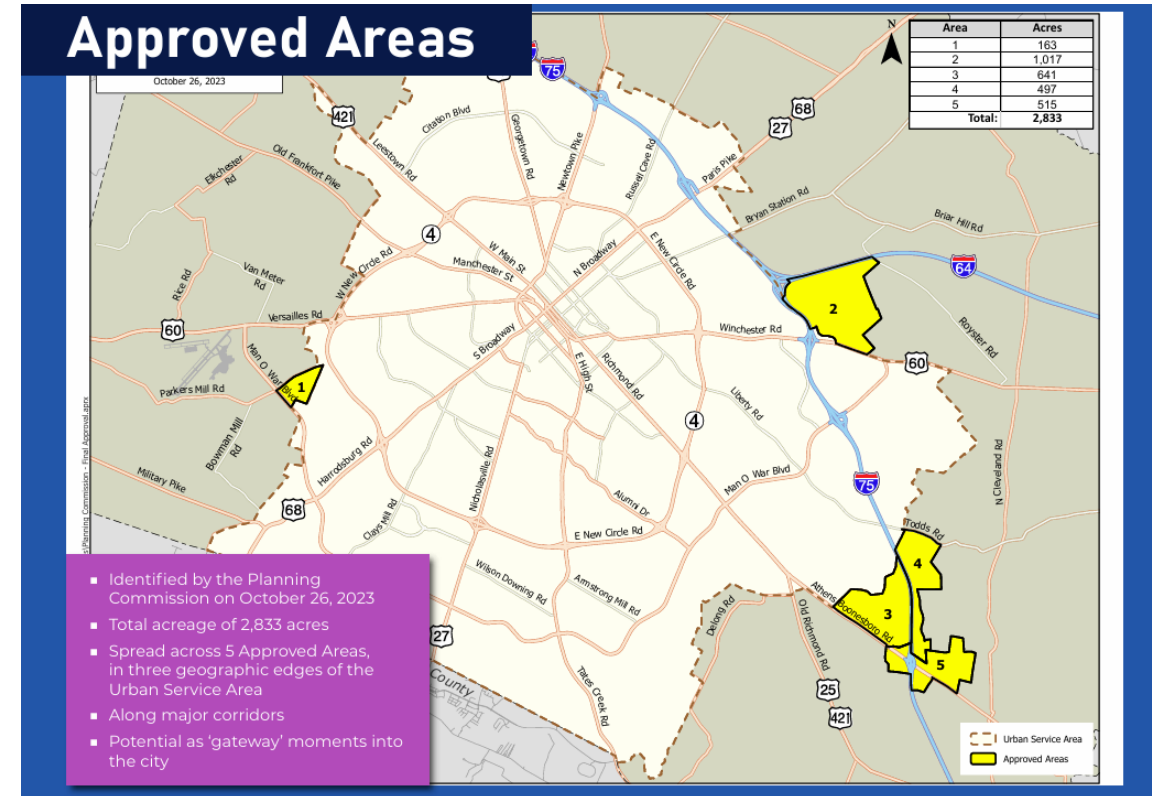 Approved Areas
October 26, 2023
N
Area Acres
1 163
2 1,017
3 641
4 497
5 515
Total: 2,833
75
421
68
27
Citation Blvd
Georgetown Rd
Newtown Pike
Russell Cave Rd
Paris Pike
Leestown Rd
Old Frankfort Pike
Elkchester
Rd
Bryan Station Rd
Briar Hill Rd
4
W Main St
N Broadway
E New Circle Rd
Manchester St
W New Circle Rd
Van Meter
Rd
Rice Rd
64
2
Versailles Rd
60
Winchester Rd
Royster Rd
60
S Broadway
E High St
Richmond Rd
Man O War Blvd
1
Parkers Mill Rd
Bowman Mill
Rd
Liberty Rd
4
Military Pike
Harrodsburg Rd
Nicholasville Rd
Man O War Blvd
N Cleveland Rd
75
68
Clays Mill Rd
Alumni Dr
E New Circle Rd
Todds Rd
4
Wilson Downing Rd
Armstrong Mill Rd
Athens Boonesboro Rd
3
Delong Rd
Old Richmond Rd
5
27
Tates Creek Rd
25
421
County
s\Planning Commission - Final Approval.aprx
Identified by the Planning
Commission on October 26, 2023
Total acreage of 2,833 acres
Spread across 5 Approved Areas,
in three geographic edges of the
Urban Service Area
Along major corridors
Potential as ‘gateway’ moments into
the city
Urban Service Area
Approved Areas